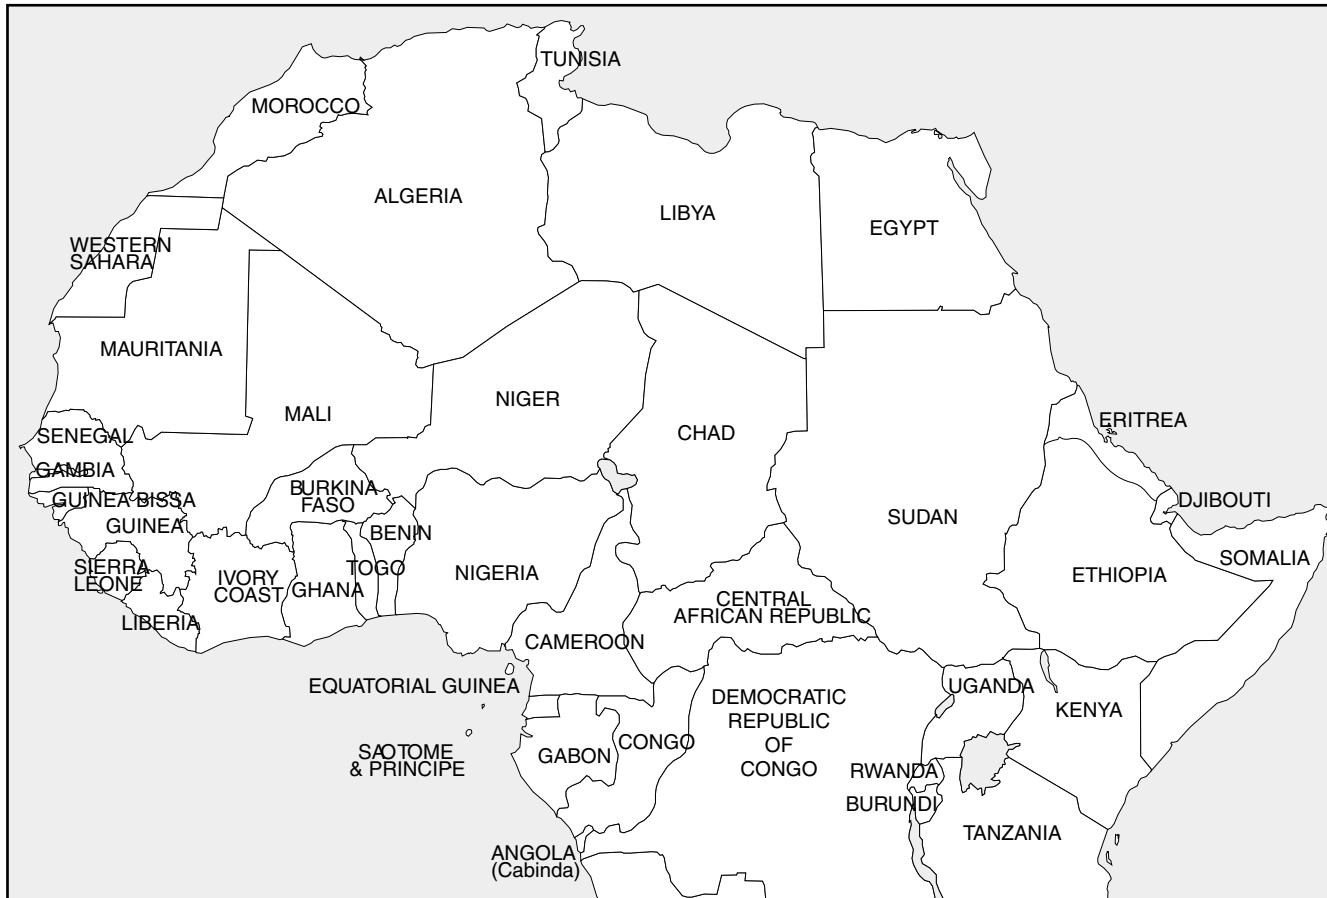 TUNISIA
MOROCCO
ALGERIA
LIBYA
EGYPT
WESTERN
SAHARA
MAURITANIA
MALI
NIGER
CHAD
ERITREA
SENEGAL
GAMBIA
GUINEA BISSA
GUINEA
BURKINA
FASO
BENIN
DJIBOUTI
SUDAN
SOMALIA
SIERRA
LEONE
IVORY
COAST
GHANA
TOGO
NIGERIA
ETHIOPIA
CENTRAL
AFRICAN REPUBLIC
LIBERIA
CAMEROON
EQUATORIAL GUINEA
UGANDA
DEMOCRATIC
REPUBLIC
OF
CONGO
KENYA
SAO TOME
& PRINCIPE
GABON
CONGO
RWANDA
BURUNDI
TANZANIA
ANGOLA
(Cabinda)